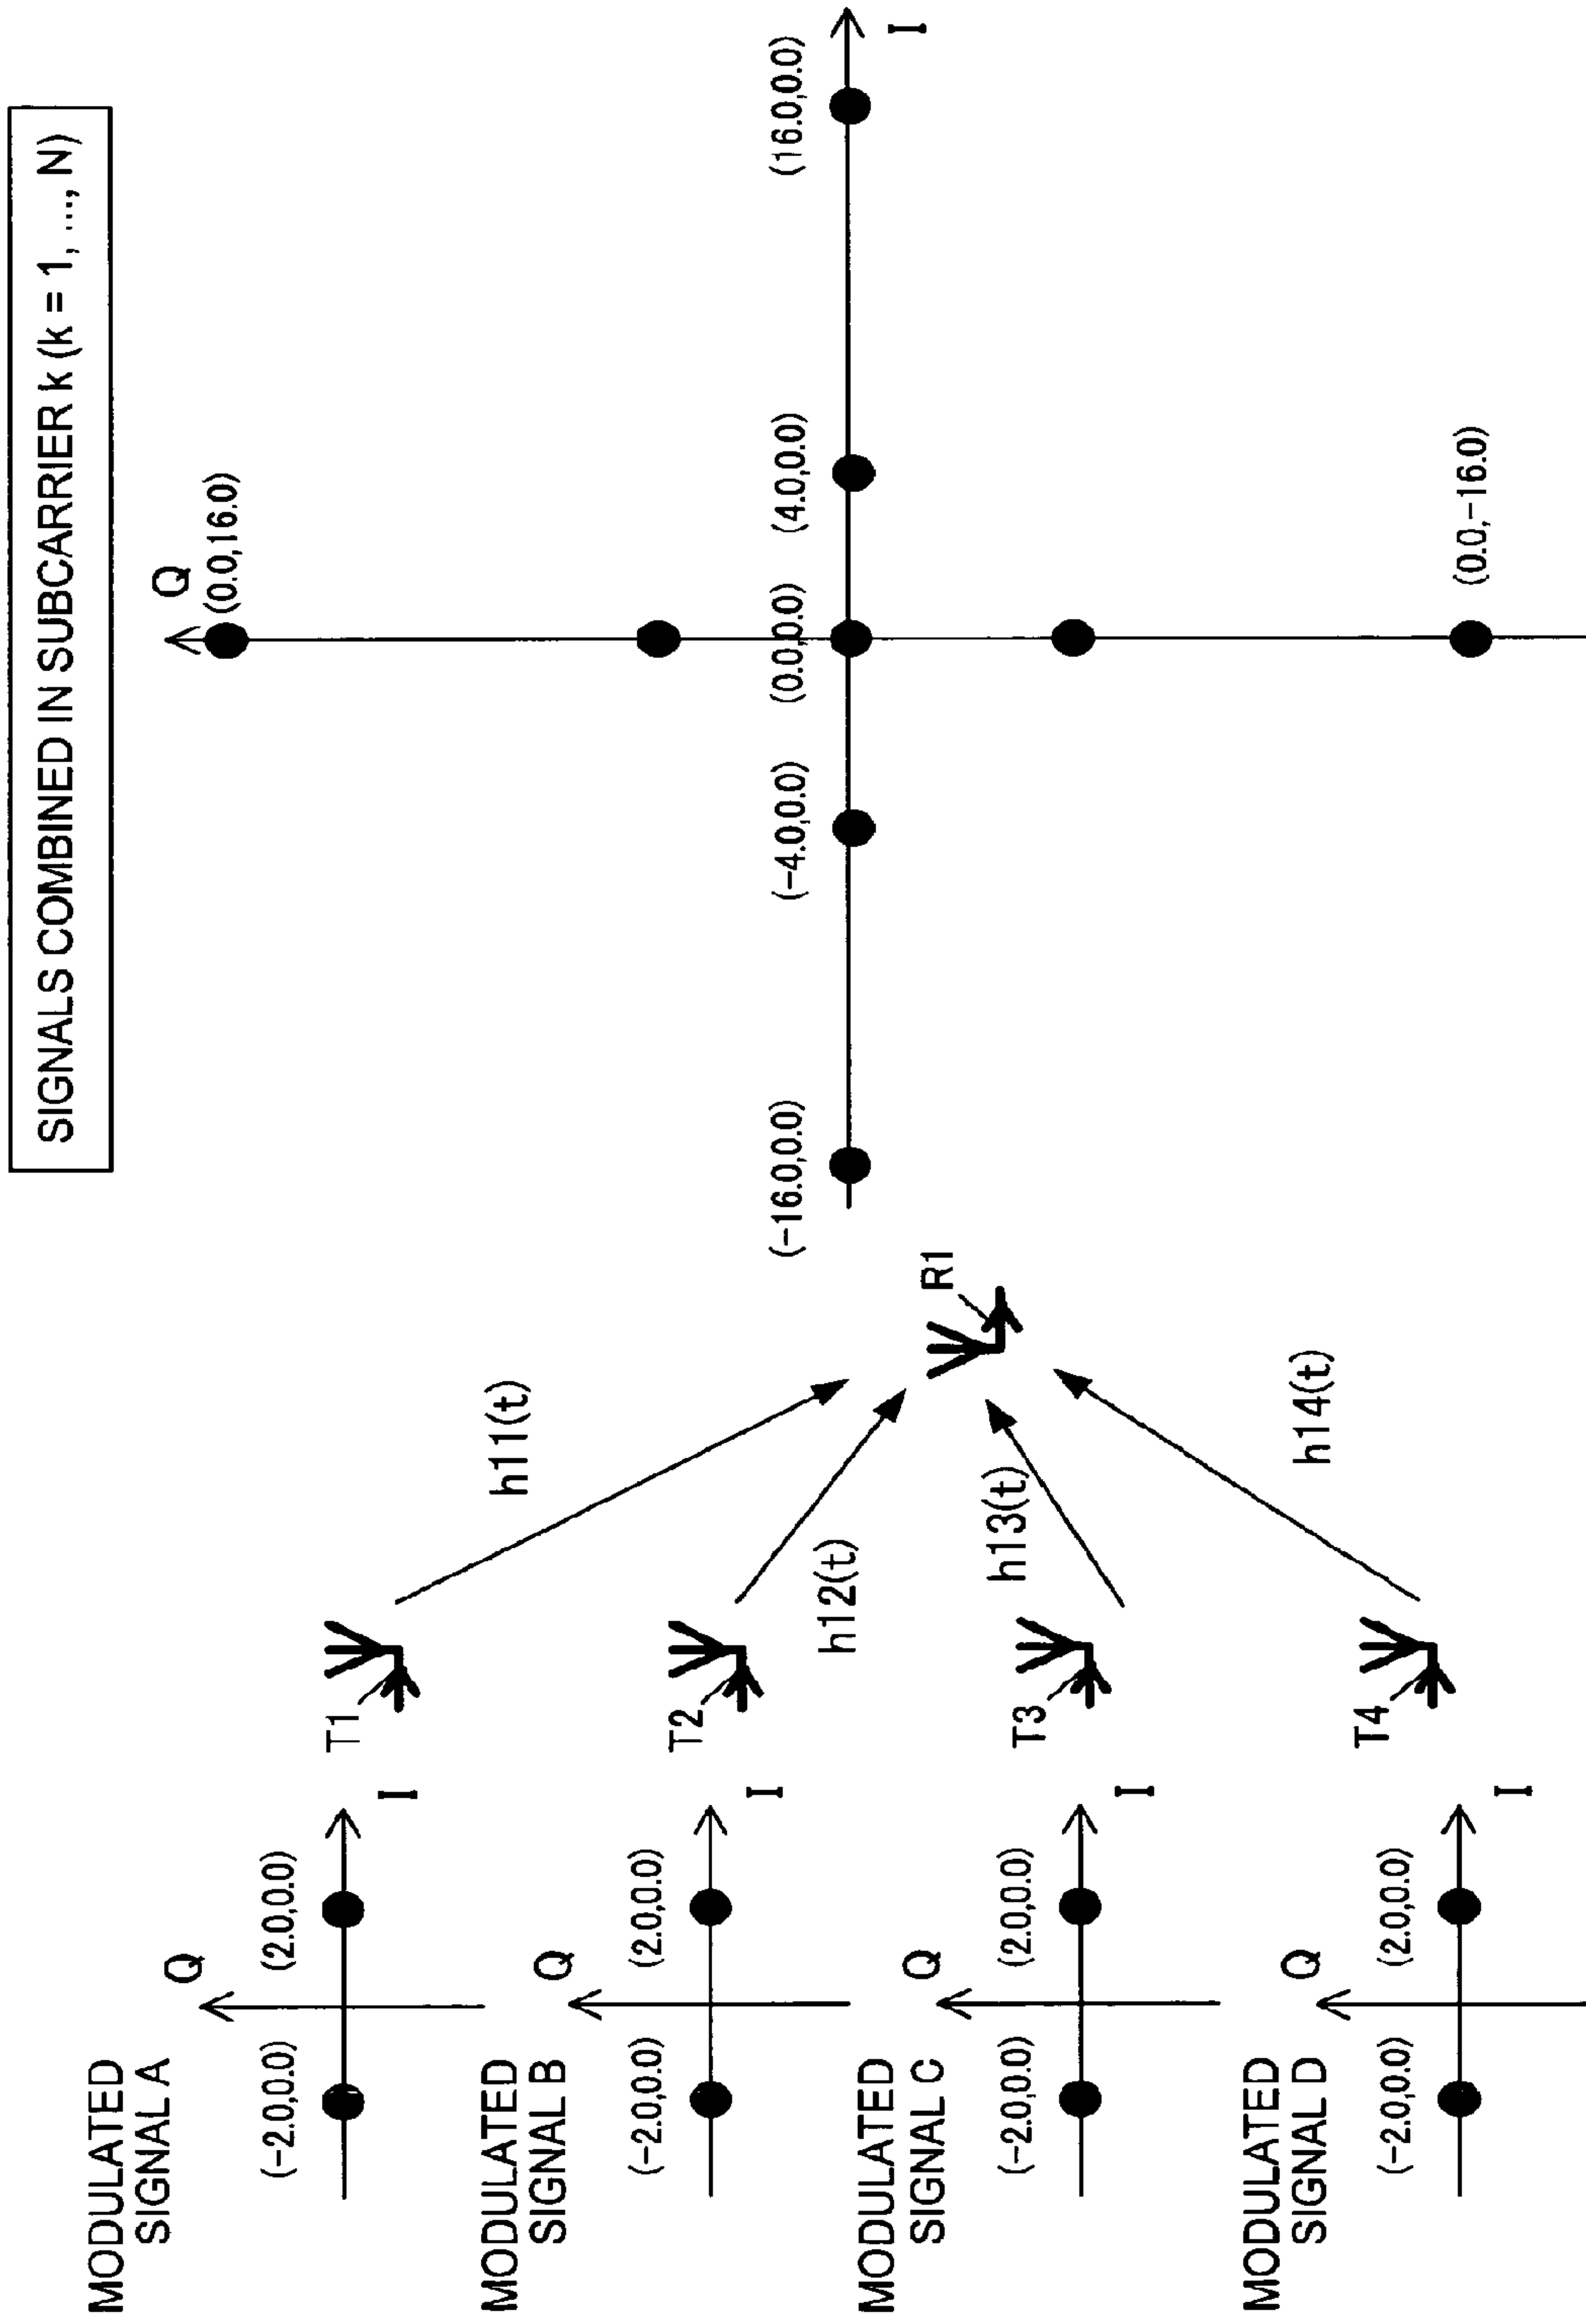 SIGNALS COMBINED IN SUBCARRIER k (k = 1, ..., N)
MODULATED
SIGNAL A
Q
(-2.0,0.0)
(2.0,0.0)
I
MODULATED
SIGNAL B
Q
(-2.0,0.0)
(2.0,0.0)
I
MODULATED
SIGNAL C
Q
(-2.0,0.0)
(2.0,0.0)
I
MODULATED
SIGNAL D
Q
(-2.0,0.0)
(2.0,0.0)
I
T1
T2
T3
T4
h11(t)
h12(t)
h13(t)
h14(t)
R1
Q
(0.0,16.0)
(-16.0,0.0)
(-4.0,0.0)
(0.0,0.0)
(4.0,0.0)
(16.0,0.0)
I
(0.0,-16.0)